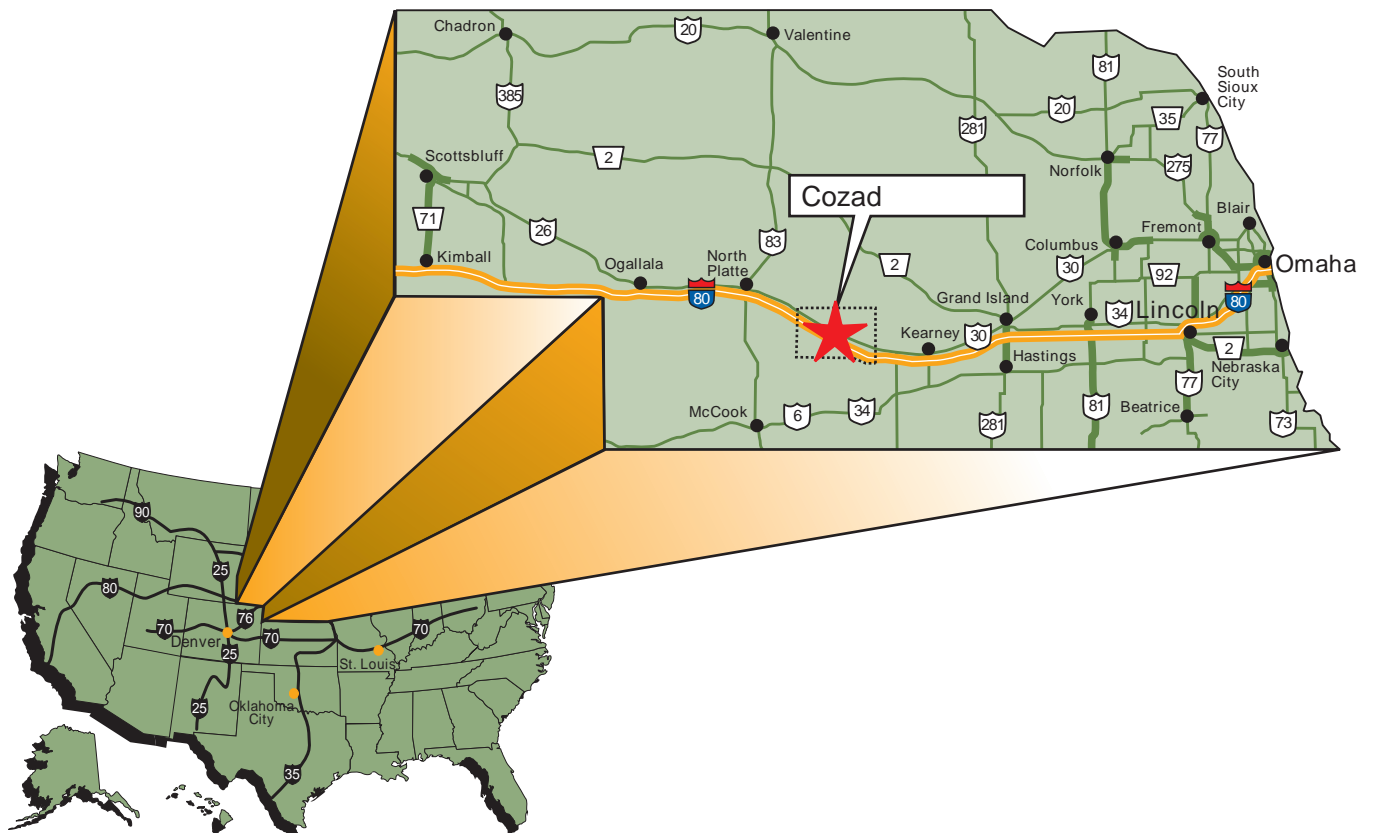 Chadron
20
Valentine
81
South
Sioux
City
385
20
35
281
77
Scottsbluff
2
Norfolk
275
Cozad
71
26
83
Blair
Fremont
Columbus
Kimball
Ogallala
North
Platte
2
30
92
Omaha
80
Grand Island
York
34
Lincoln
80
Kearney
30
Hastings
2
Nebraska
City
77
McCook
6
34
281
81
Beatrice
73
90
25
80
76
70
Denver
70
70
25
St. Louis
25
Oklahoma
City
35